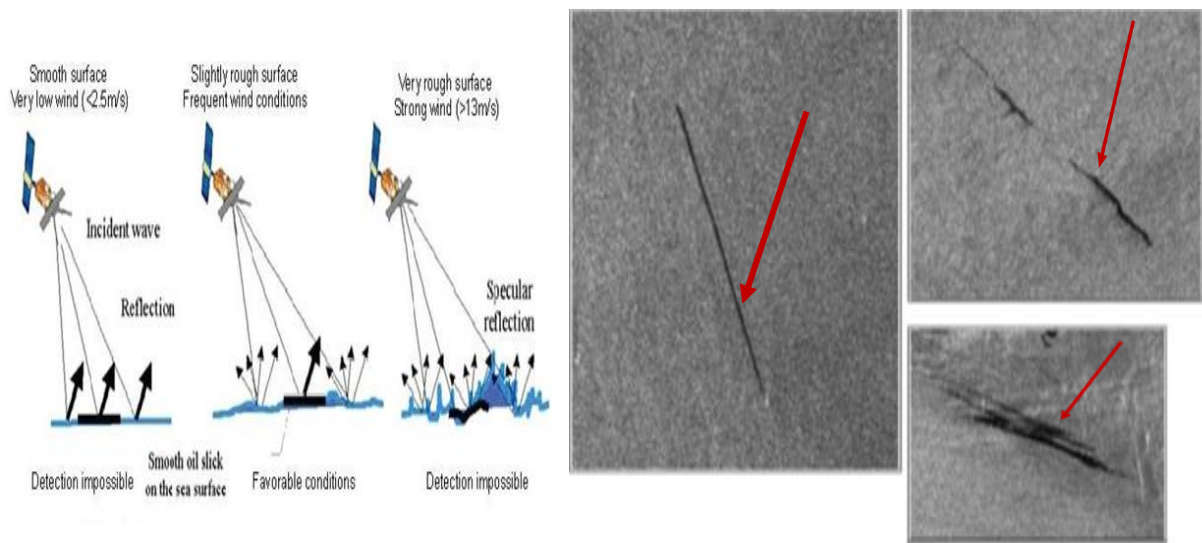 Smooth surface
Very low wind (<2.5m/s)
Slightly rough surface
Frequent wind conditions
Very rough surface
Strong wind (>13m/s)
Incident wave
Reflection
Specular
reflection
Detection impossible
Smooth oil slick
on the sea surface
Favorable conditions
Detection impossible